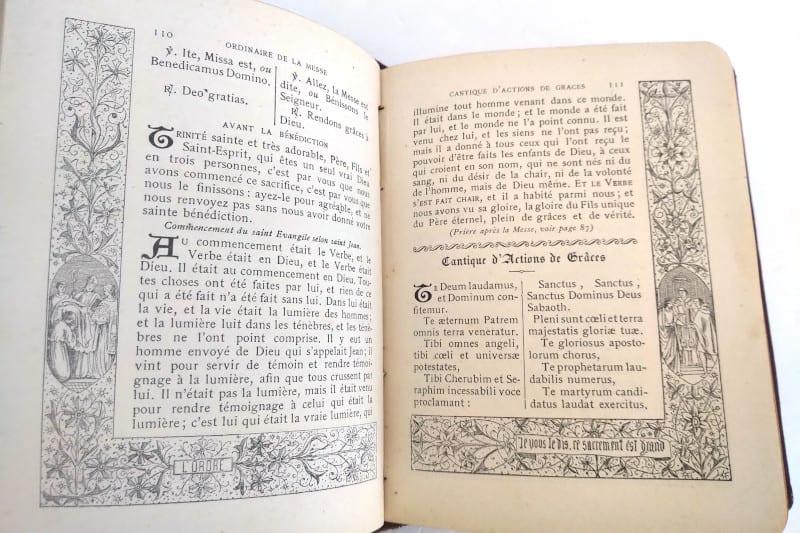 110
ORDINAIRE DE LA MESSE
℣. Ite, Missa est, ou
Benedicamus Domino.
℟. Deo gratias.
℣. Allez, la Messe est
dite, ou Bénissons le
Seigneur.
℟. Rendons grâces à
Dieu.
AVANT LA BÉNÉDICTION
TRINITÉ sainte et très adorable, Père, Fils et
Saint-Esprit, qui êtes un seul vrai Dieu
en trois personnes, c'est par vous que nous
avons commencé ce sacrifice, c'est par vous que
nous le finissons : ayez-le pour agréable, et ne
nous renvoyez pas sans nous avoir donné votre
sainte bénédiction.
Commencement du saint Evangile selon saint Jean.
AU commencement était le Verbe, et le
Verbe était en Dieu, et le Verbe était
Dieu. Il était au commencement en Dieu. Tou-
tes choses ont été faites par lui, et rien de ce
qui a été fait n'a été fait sans lui. Dans lui était
la vie, et la vie était la lumière des hommes ;
et la lumière luit dans les ténèbres, et les ténè-
bres ne l'ont point comprise. Il y eut un
homme envoyé de Dieu qui s'appelait Jean ; il
vint pour servir de témoin et rendre témoi-
gnage à la lumière, afin que tous crussent par
lui. Il n'était pas la lumière, mais il était venu
pour rendre témoignage à celui qui était la
lumière ; c'est lui qui était la vraie lumière, qui
L'ORDRE
CANTIQUE D'ACTIONS DE GRACES 111
illumine tout homme venant dans ce monde.
Il était dans le monde ; et le monde a été fait
par lui, et le monde ne l'a point connu. Il est
venu chez lui, et les siens ne l'ont pas reçu ;
mais il a donné à tous ceux qui l'ont reçu le
pouvoir d'être faits les enfants de Dieu, à ceux
qui croient en son nom, qui ne sont nés ni du
sang, ni du désir de la chair, ni de la volonté
de l'homme, mais de Dieu même. ET LE VERBE
S'EST FAIT CHAIR, et il a habité parmi nous ; et
nous avons vu sa gloire, la gloire du Fils unique
du Père éternel, plein de grâces et de vérité.
(Priere après la Messe, voir page 87)
Cantique d'Actions de Grâces
TE Deum laudamus,
et Dominum con-
fitemur.
Te æternum Patrem
omnis terra veneratur.
Tibi omnes angeli,
tibi cœli et universæ
potestates,
Tibi Cherubim et Se-
raphim incessabili voce
proclamant :
Sanctus, Sanctus,
Sanctus Dominus Deus
Sabaoth.
Pleni sunt cœli et terra
majestatis gloriæ tuæ.
Te gloriosus aposto-
lorum chorus,
Te prophetarum lau-
dabilis numerus,
Te martyrum candi-
datus laudat exercitus,
Je vous le dis, ce sacrement est grand